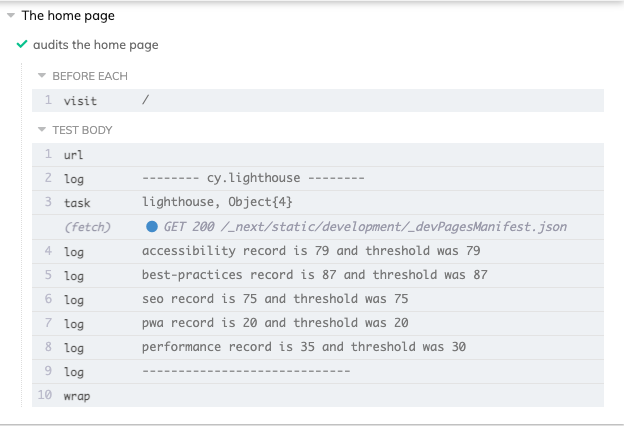 The home page
audits the home page
BEFORE EACH
1 visit /
TEST BODY
1 url
2 log -------- cy.lighthouse --------
3 task lighthouse, Object{4}
(fetch) GET 200 /_next/static/development/_devPagesManifest.json
4 log accessibility record is 79 and threshold was 79
5 log best-practices record is 87 and threshold was 87
6 log seo record is 75 and threshold was 75
7 log pwa record is 20 and threshold was 20
8 log performance record is 35 and threshold was 30
9 log -----------------------------
10 wrap